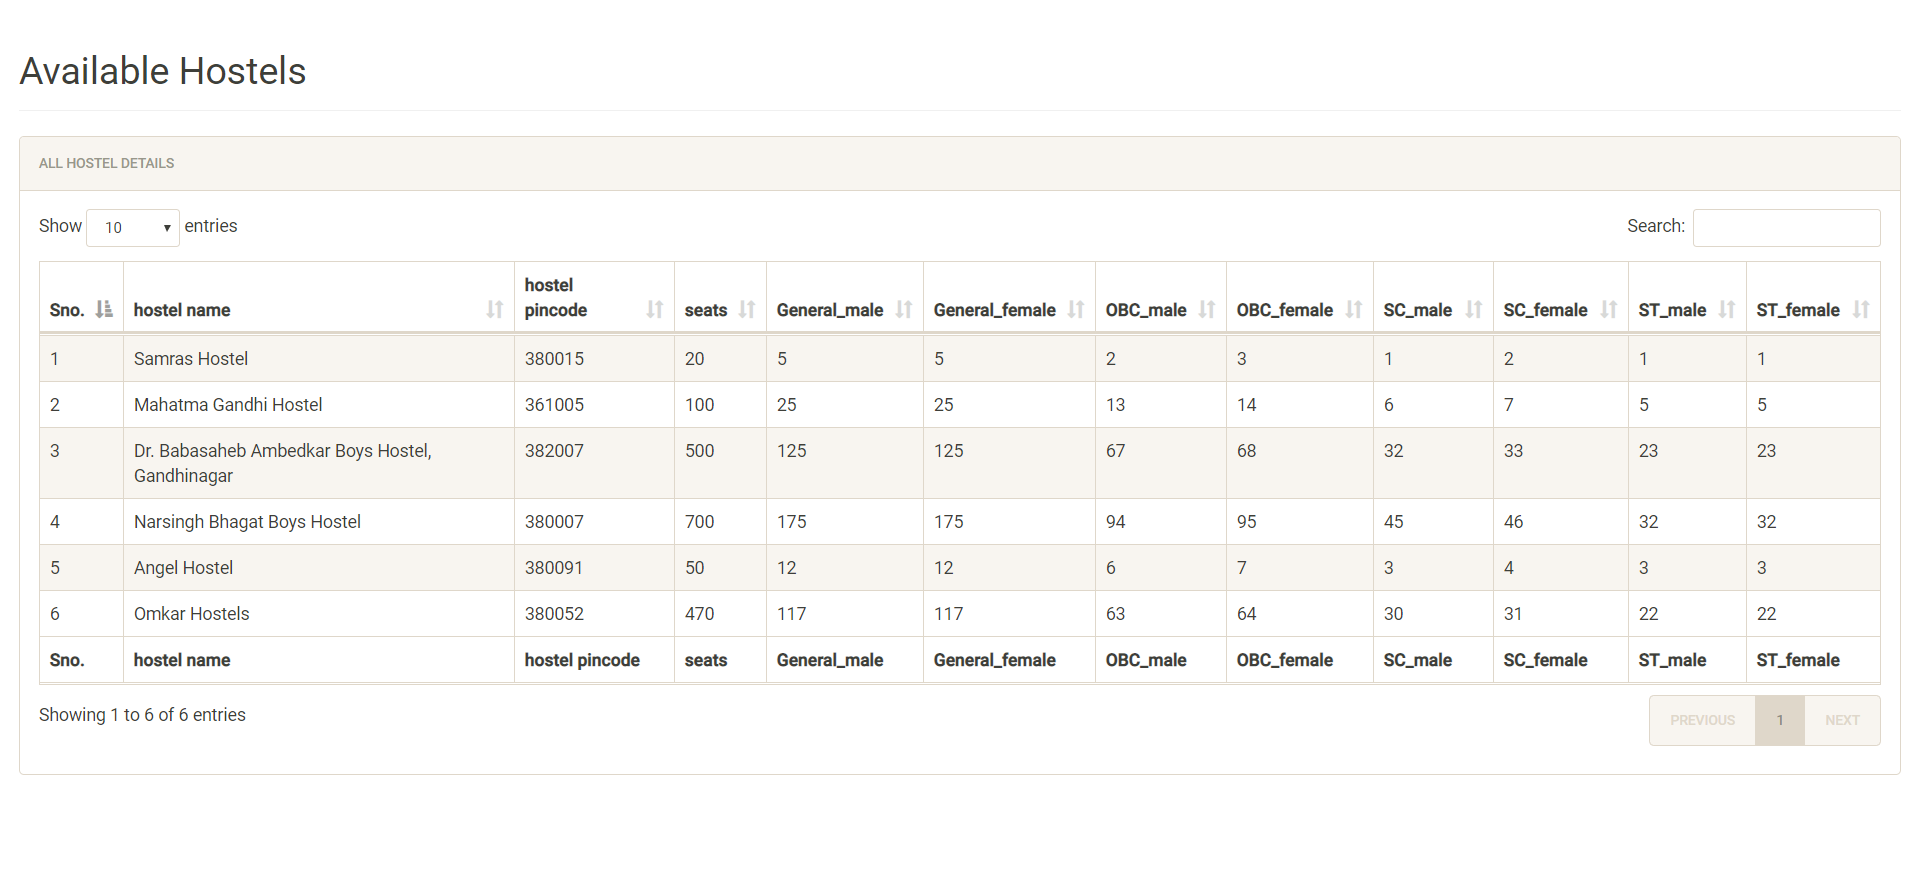 Available Hostels
ALL HOSTEL DETAILS
Show 10 entries Search:
Sno. hostel name hostel pincode seats General_male General_female OBC_male OBC_female SC_male SC_female ST_male ST_female
1 Samras Hostel 380015 20 5 5 2 3 1 2 1 1
2 Mahatma Gandhi Hostel 361005 100 25 25 13 14 6 7 5 5
3 Dr. Babasaheb Ambedkar Boys Hostel, Gandhinagar 382007 500 125 125 67 68 32 33 23 23
4 Narsingh Bhagat Boys Hostel 380007 700 175 175 94 95 45 46 32 32
5 Angel Hostel 380091 50 12 12 6 7 3 4 3 3
6 Omkar Hostels 380052 470 117 117 63 64 30 31 22 22
Sno. hostel name hostel pincode seats General_male General_female OBC_male OBC_female SC_male SC_female ST_male ST_female
Showing 1 to 6 of 6 entries PREVIOUS 1 NEXT